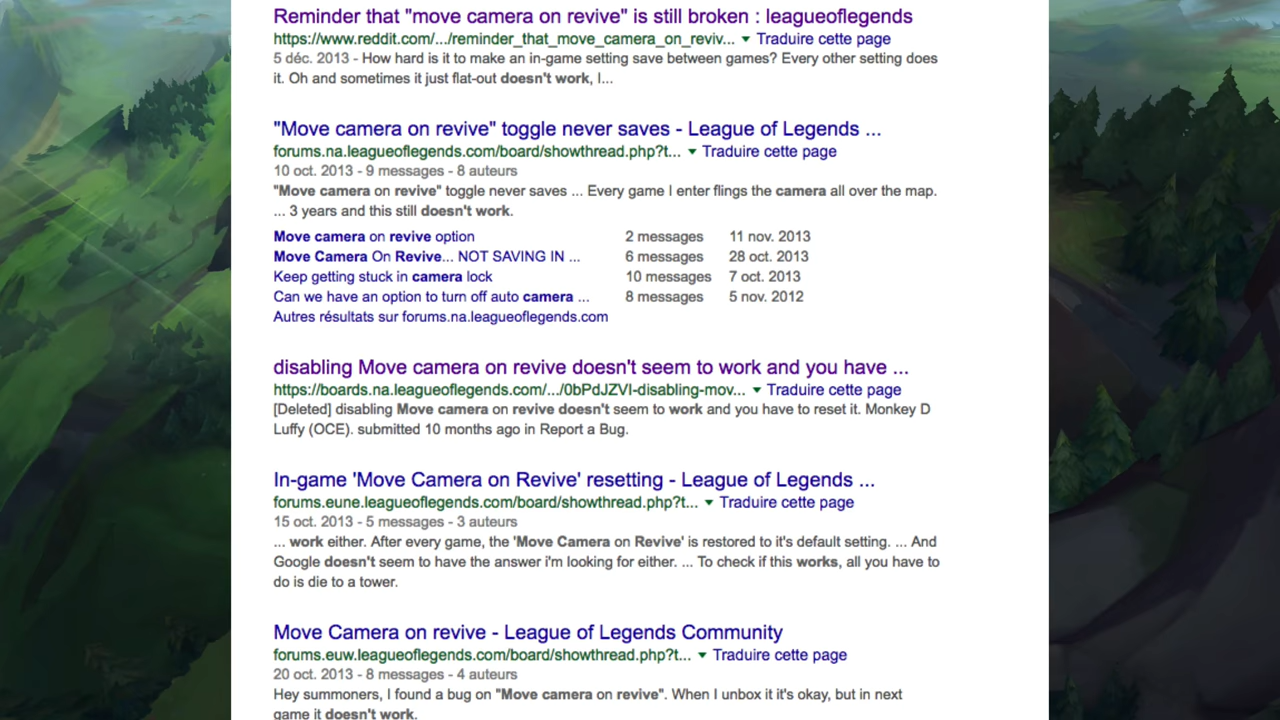 Reminder that "move camera on revive" is still broken : leagueoflegends
https://www.reddit.com/.../reminder_that_move_camera_on_reviv... ▼ Traduire cette page
5 déc. 2013 - How hard is it to make an in-game setting save between games? Every other setting does
it. Oh and sometimes it just flat-out doesn't work, I...
"Move camera on revive" toggle never saves - League of Legends ...
forums.na.leagueoflegends.com/board/showthread.php?t... ▼ Traduire cette page
10 oct. 2013 - 9 messages - 8 auteurs
"Move camera on revive" toggle never saves ... Every game I enter flings the camera all over the map.
... 3 years and this still doesn't work.
Move camera on revive option 2 messages 11 nov. 2013
Move Camera On Revive... NOT SAVING IN ... 6 messages 28 oct. 2013
Keep getting stuck in camera lock 10 messages 7 oct. 2013
Can we have an option to turn off auto camera ... 8 messages 5 nov. 2012
Autres résultats sur forums.na.leagueoflegends.com
disabling Move camera on revive doesn't seem to work and you have ...
https://boards.na.leagueoflegends.com/.../0bPdJZVI-disabling-mov... ▼ Traduire cette page
[Deleted] disabling Move camera on revive doesn't seem to work and you have to reset it. Monkey D
Luffy (OCE). submitted 10 months ago in Report a Bug.
In-game 'Move Camera on Revive' resetting - League of Legends ...
forums.eune.leagueoflegends.com/board/showthread.php?t... ▼ Traduire cette page
15 oct. 2013 - 5 messages - 3 auteurs
... work either. After every game, the 'Move Camera on Revive' is restored to it's default setting. ... And
Google doesn't seem to have the answer i'm looking for either. ... To check if this works, all you have to
do is die to a tower.
Move Camera on revive - League of Legends Community
forums.euw.leagueoflegends.com/board/showthread.php?t... ▼ Traduire cette page
20 oct. 2013 - 8 messages - 4 auteurs
Hey summoners, I found a bug on "Move camera on revive". When I unbox it it's okay, but in next
game it doesn't work.